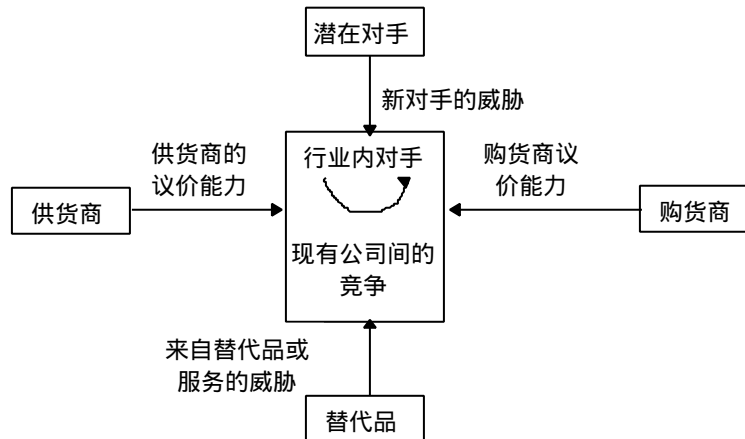 潜在对手
新对手的威胁
供货商的
议价能力
行业内对手
购货商议
价能力
供货商
购货商
现有公司间的
竞争
来自替代品或
服务的威胁
替代品